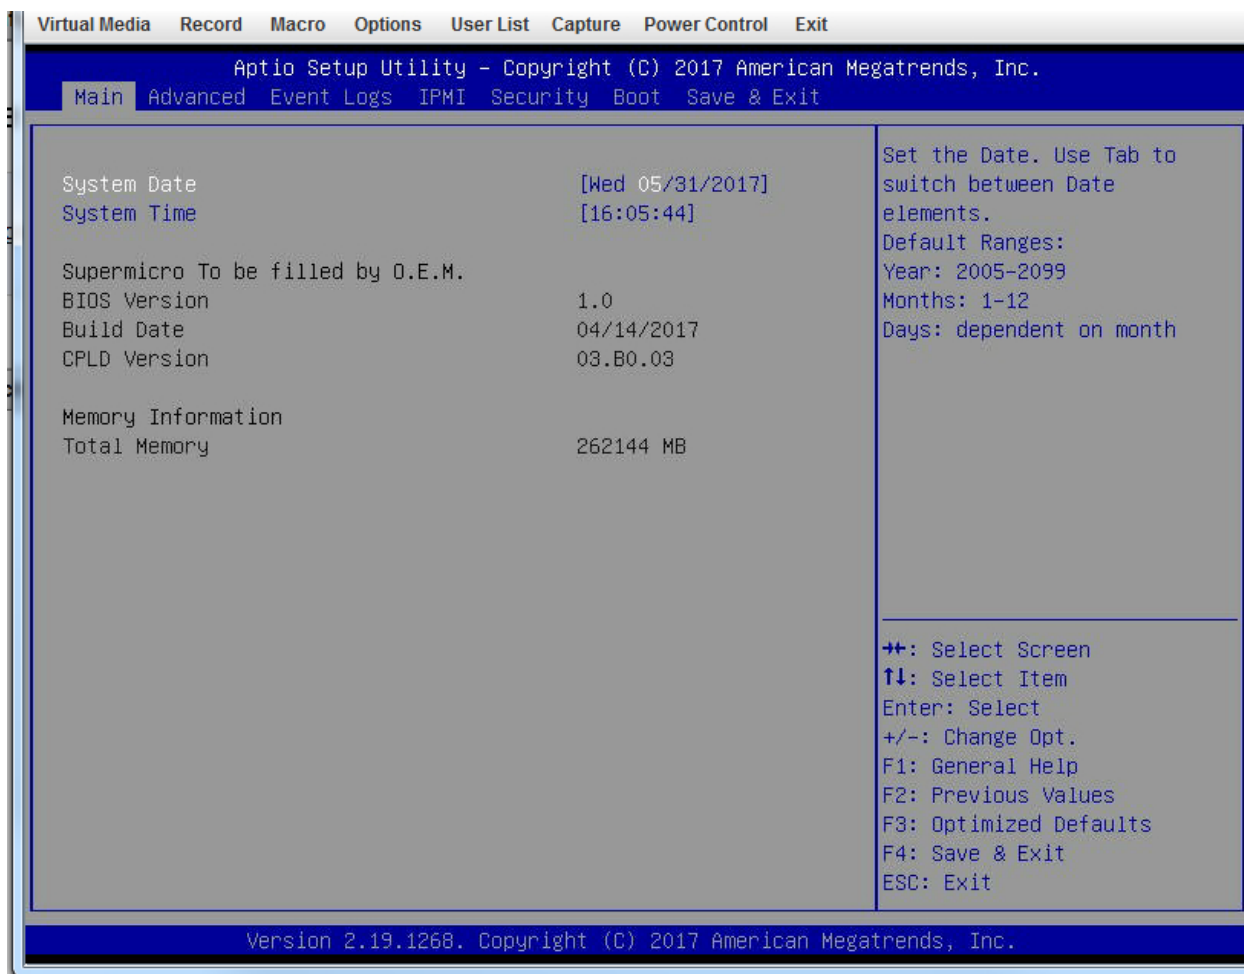 Virtual Media Record Macro Options User List Capture Power Control Exit
Aptio Setup Utility – Copyright (C) 2017 American Megatrends, Inc.
Main Advanced Event Logs IPMI Security Boot Save & Exit
System Date [Wed 05/31/2017]
System Time [16:05:44]
Supermicro To be filled by O.E.M.
BIOS Version 1.0
Build Date 04/14/2017
CPLD Version 03.B0.03
Memory Information
Total Memory 262144 MB
Set the Date. Use Tab to
switch between Date
elements.
Default Ranges:
Year: 2005-2099
Months: 1-12
Days: dependent on month
→←: Select Screen
↑↓: Select Item
Enter: Select
+/-: Change Opt.
F1: General Help
F2: Previous Values
F3: Optimized Defaults
F4: Save & Exit
ESC: Exit
Version 2.19.1268. Copyright (C) 2017 American Megatrends, Inc.